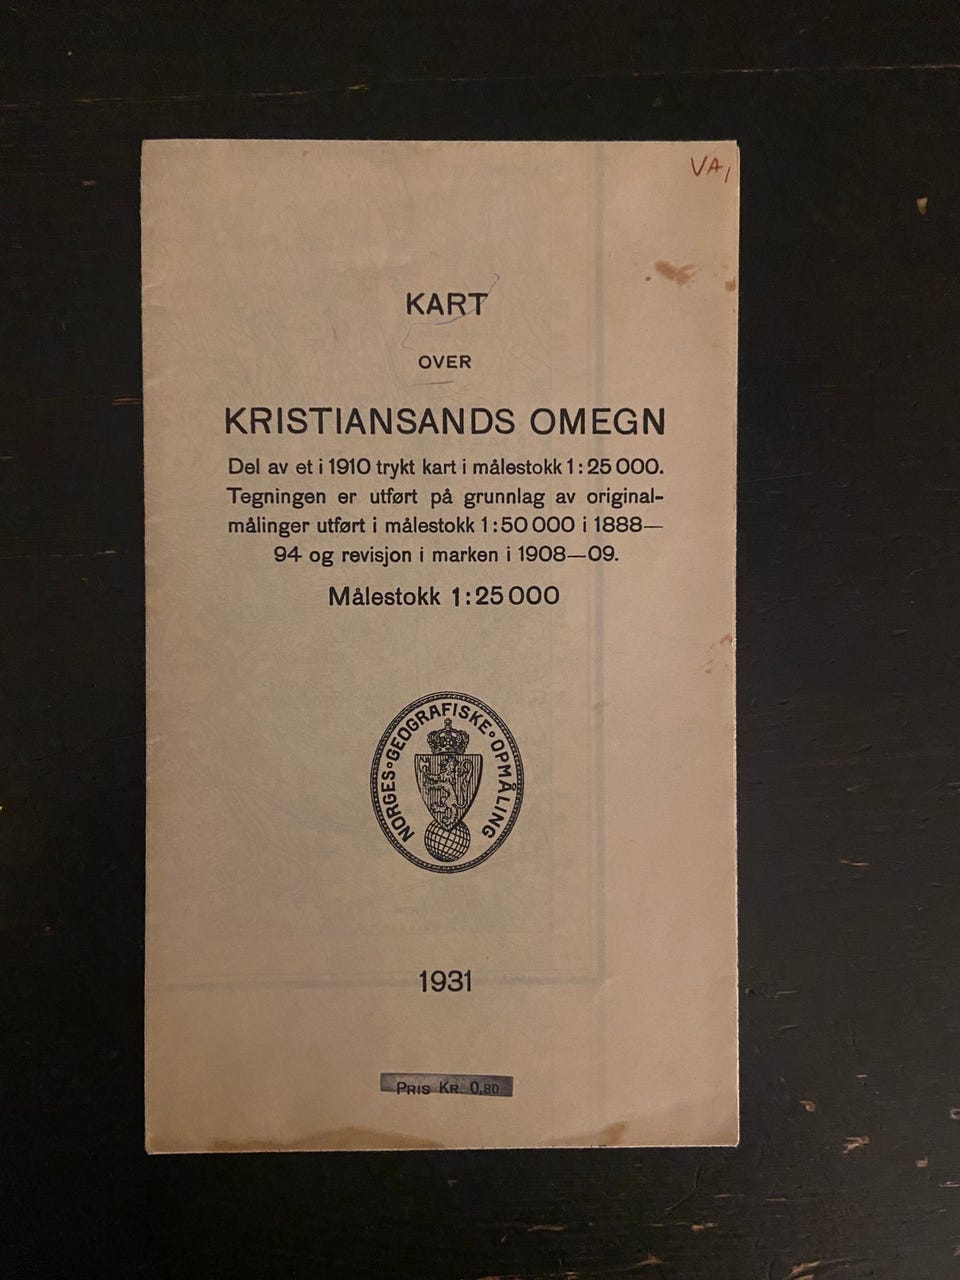 VA,
KART
OVER
KRISTIANSANDS OMEGN
Del av et i 1910 trykt kart i målestokk 1:25 000.
Tegningen er utført på grunnlag av original-
målinger utført i målestokk 1:50 000 i 1888—
94 og revisjon i marken i 1908—09.
Målestokk 1:25 000
NORGES GEOGRAFISKE OPMÅLING
1931
PRIS KR. 0.80